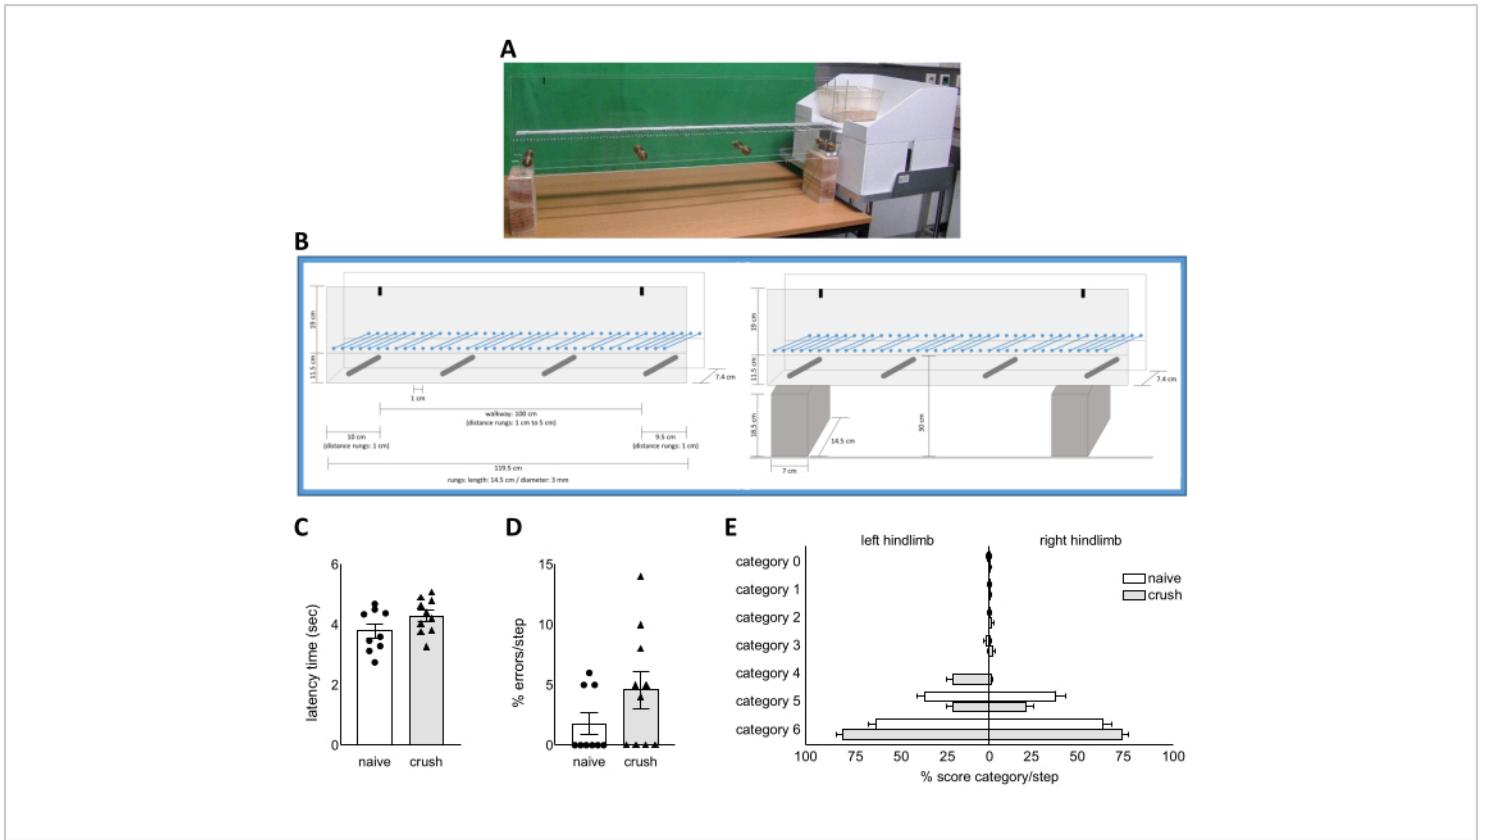 A
B
19 cm
11.5 cm
7.4 cm
1 cm
walkway: 100 cm
(distance rungs: 1 cm to 5 cm)
10 cm
(distance rungs: 1 cm)
9.5 cm
(distance rungs: 1 cm)
119.5 cm
rungs: length: 14.5 cm / diameter: 3 mm
19 cm
11.5 cm
7.4 cm
18.5 cm
30 cm
14.5 cm
7 cm
C
latency time (sec)
6
4
2
0
naive crush
D
% errors/step
15
10
5
0
naive crush
E
left hindlimb right hindlimb
category 0
category 1
category 2
category 3
category 4
category 5
category 6
naive
crush
100 75 50 25 0 25 50 75 100
% score category/step